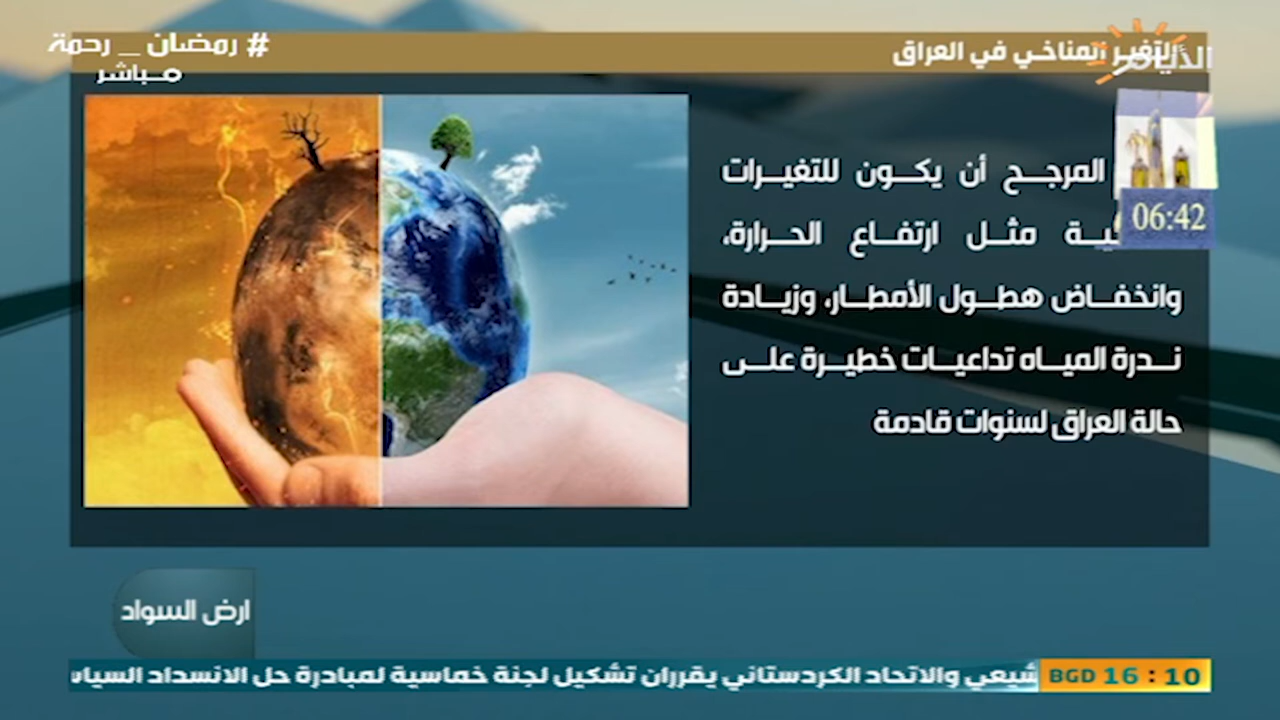 # رمضان _ رحمة
مباشر
التغير المناخي في العراق
المرجح أن يكون للتغيرات
مثل ارتفاع الحرارة،
وانخفاض هطول الأمطار، وزيادة
ندرة المياه تداعيات خطيرة على
حالة العراق لسنوات قادمة
06:42
ارض السواد
شيعي والاتحاد الكردستاني يقرران تشكيل لجنة خماسية لمبادرة حل الانسداد السياس
BGD 16 : 10